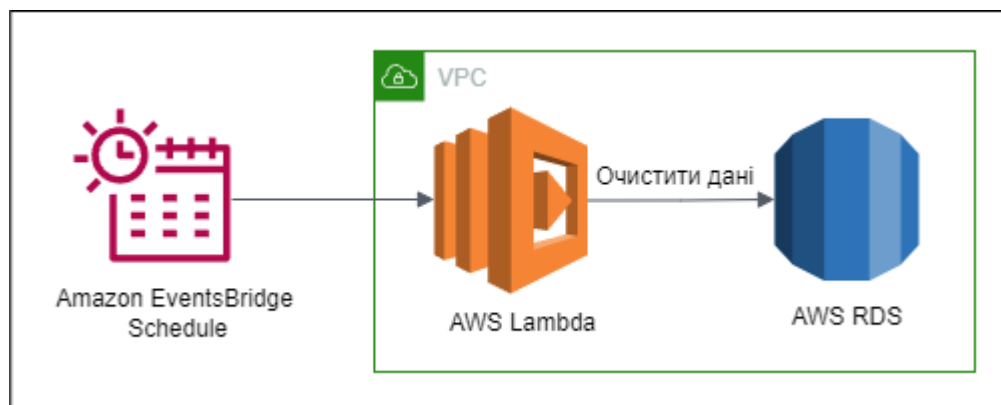 VPC
Очистити дані
Amazon EventsBridge
Schedule
AWS Lambda
AWS RDS